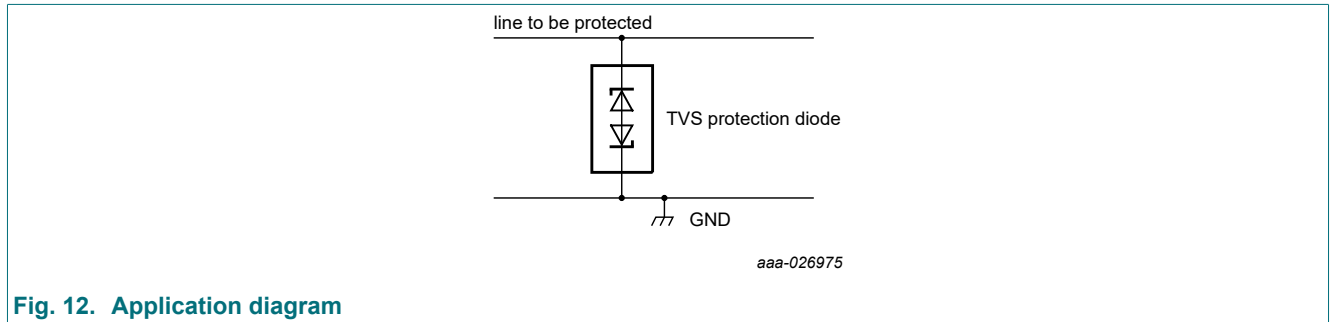 line to be protected
TVS protection diode
GND
aaa-026975
Fig. 12. Application diagram